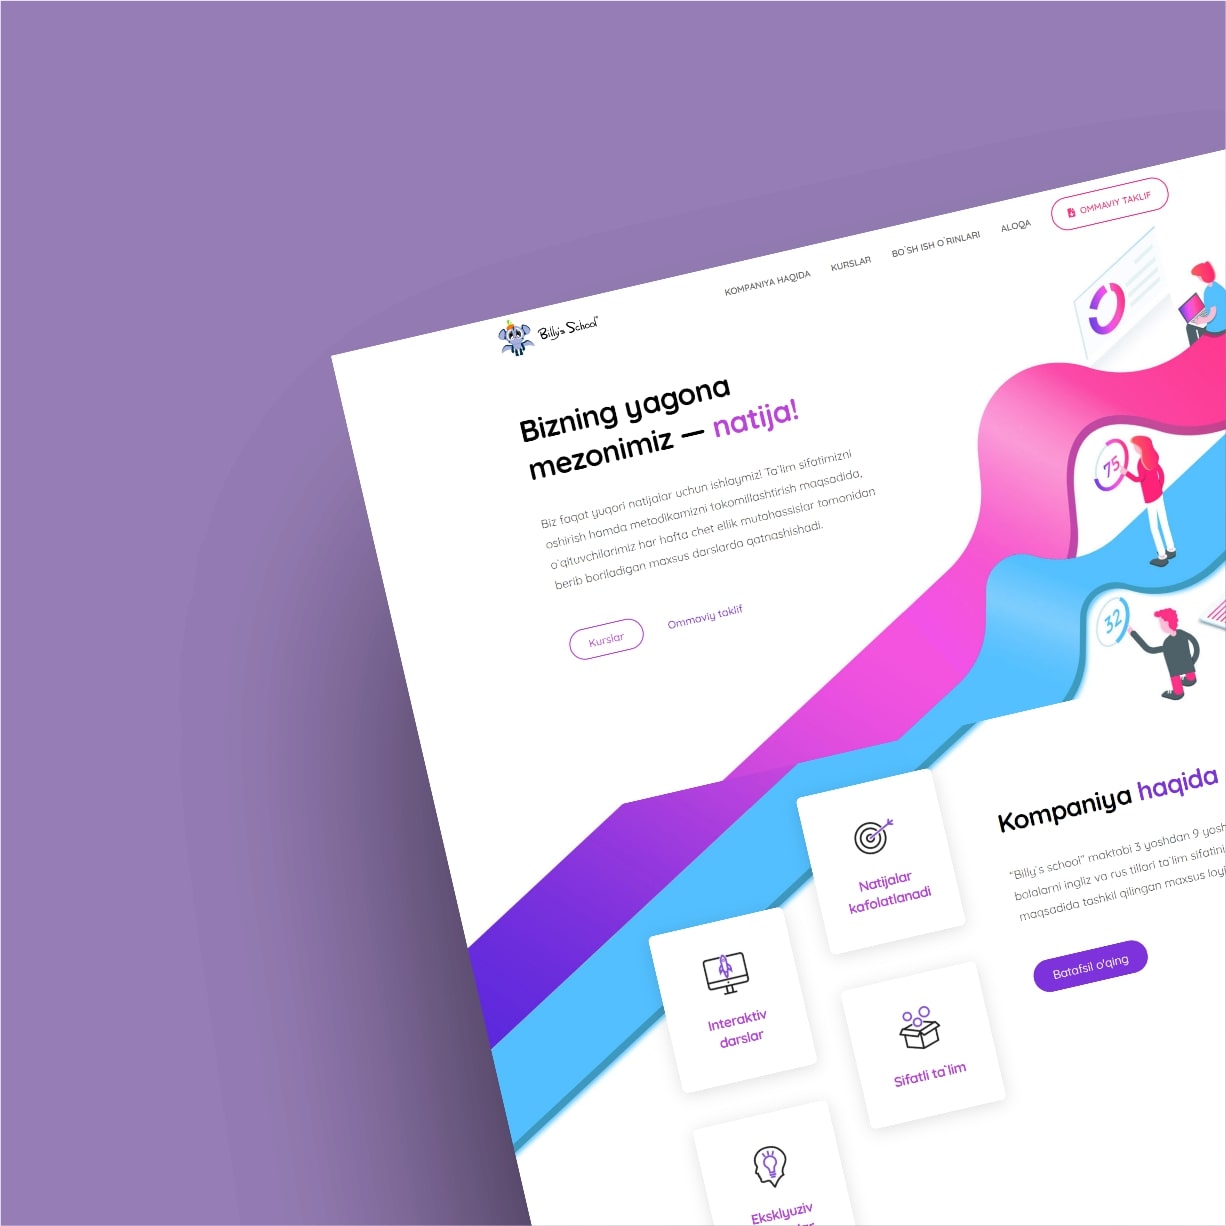 Billy's School
KOMPANIYA HAQIDA
KURSLAR
BO`SH ISH O`RINLARI
ALOQA
OMMAVIY TAKLIF
Bizning yagona
mezonimiz — natija!
Biz faqat yuqori natijalar uchun ishlaymiz! Ta`lim sifatimizni
oshirish hamda metodikamizni takomillashtirish maqsadida,
o`qituvchilarimiz har hafta chet ellik mutahassislar tomonidan
berib boriladigan maxsus darslarda qatnashishadi.
Kurslar
Ommaviy taklif
75
32
Natijalar
kafolatlanadi
Interaktiv
darslar
Sifatli ta`lim
Eksklyuziv
Kompaniya haqida
"Billy's school" maktabi 3 yoshdan 9 yosh
bolalarni ingliz va rus tillari ta`lim sifatini
maqsadida tashkil qilingan maxsus loyi
Batafsil o'qing